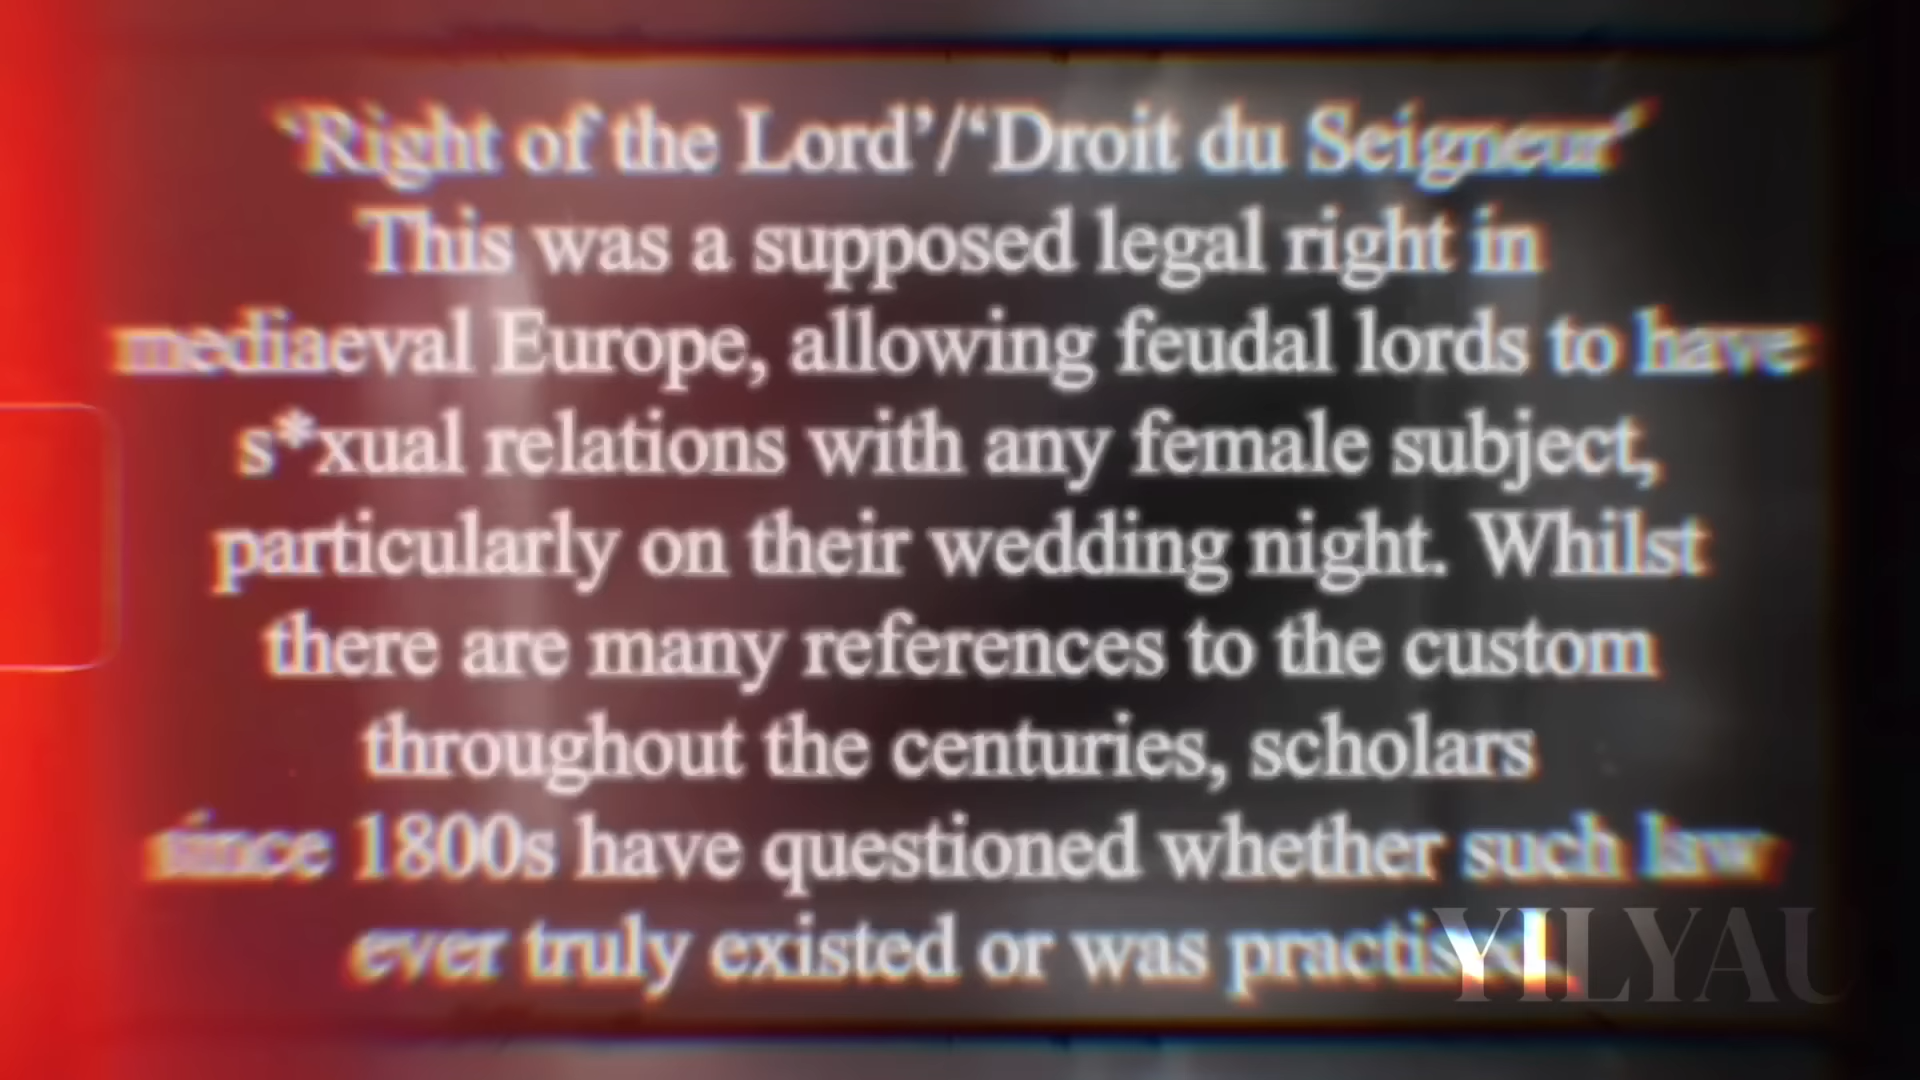 ‘Right of the Lord’/‘Droit du Seigneur’
This was a supposed legal right in
mediaeval Europe, allowing feudal lords to have
s*xual relations with any female subject,
particularly on their wedding night. Whilst
there are many references to the custom
throughout the centuries, scholars
since 1800s have questioned whether such law
ever truly existed or was practised.
YILYAU